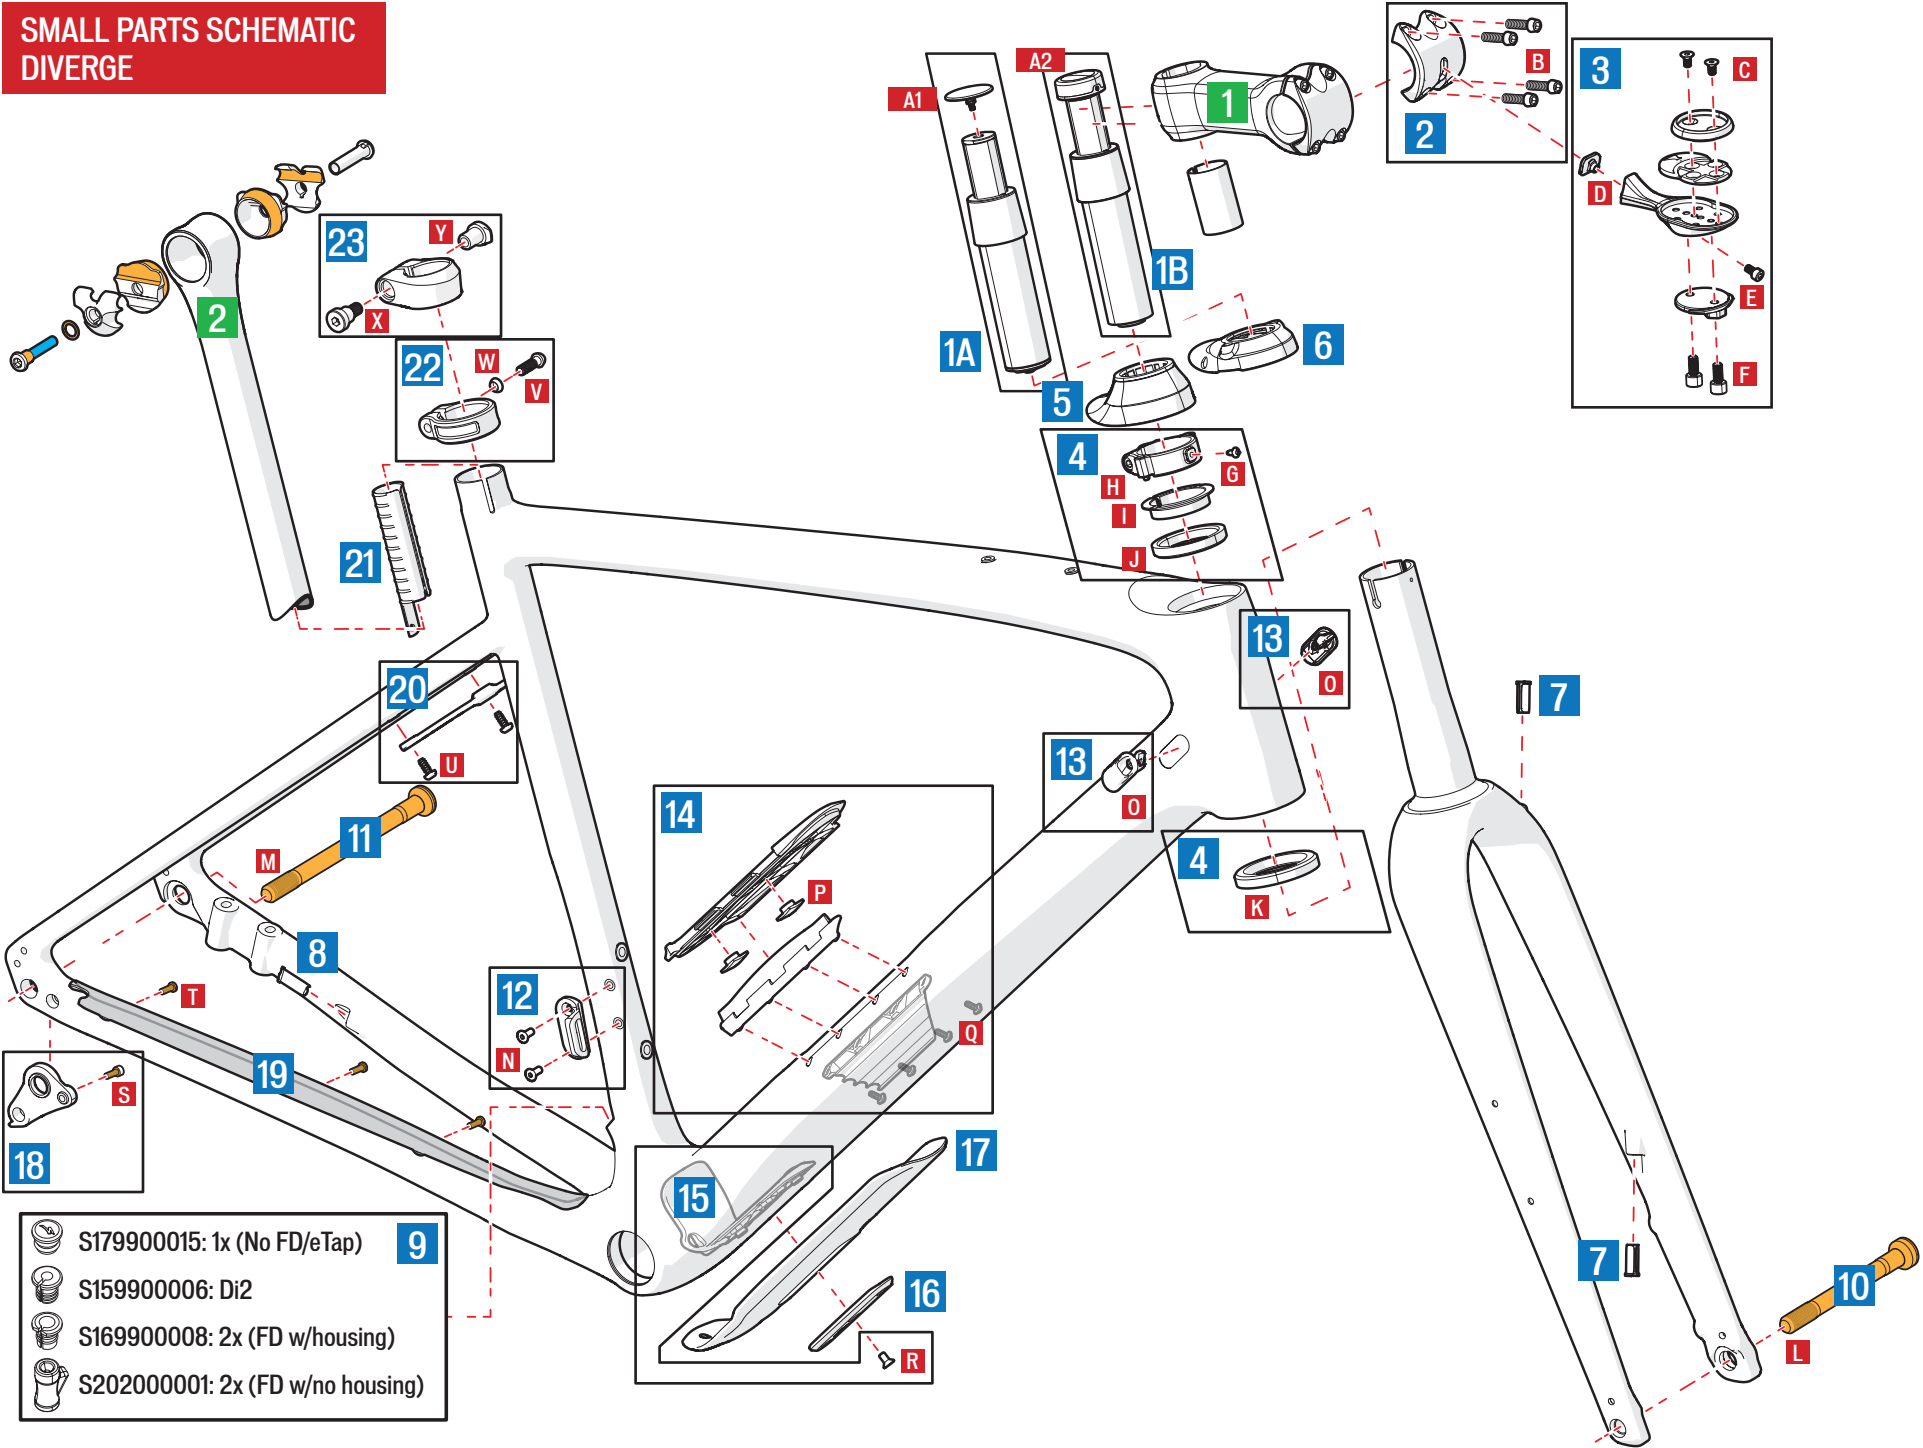 SMALL PARTS SCHEMATIC
DIVERGE
A1
A2
1
2
B
3
C
D
E
F
1A
1B
5
6
4
G
H
I
J
23
Y
X
2
22
W
V
21
20
U
13
O
13
O
7
14
P
Q
11
M
8
12
N
4
K
T
19
18
S
15
17
16
R
7
10
L
9
S179900015: 1x (No FD/eTap)
S159900006: Di2
S169900008: 2x (FD w/housing)
S202000001: 2x (FD w/no housing)